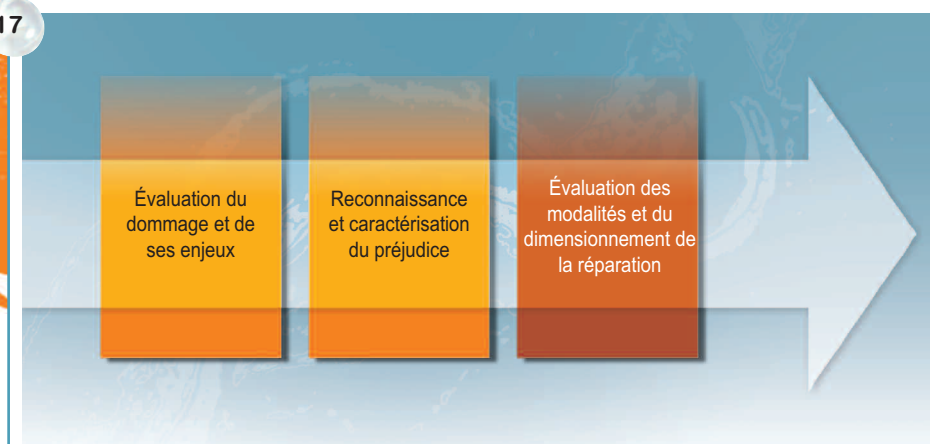 17
Évaluation du
dommage et de
ses enjeux
Reconnaissance
et caractérisation
du préjudice
Évaluation des
modalités et du
dimensionnement de
la réparation